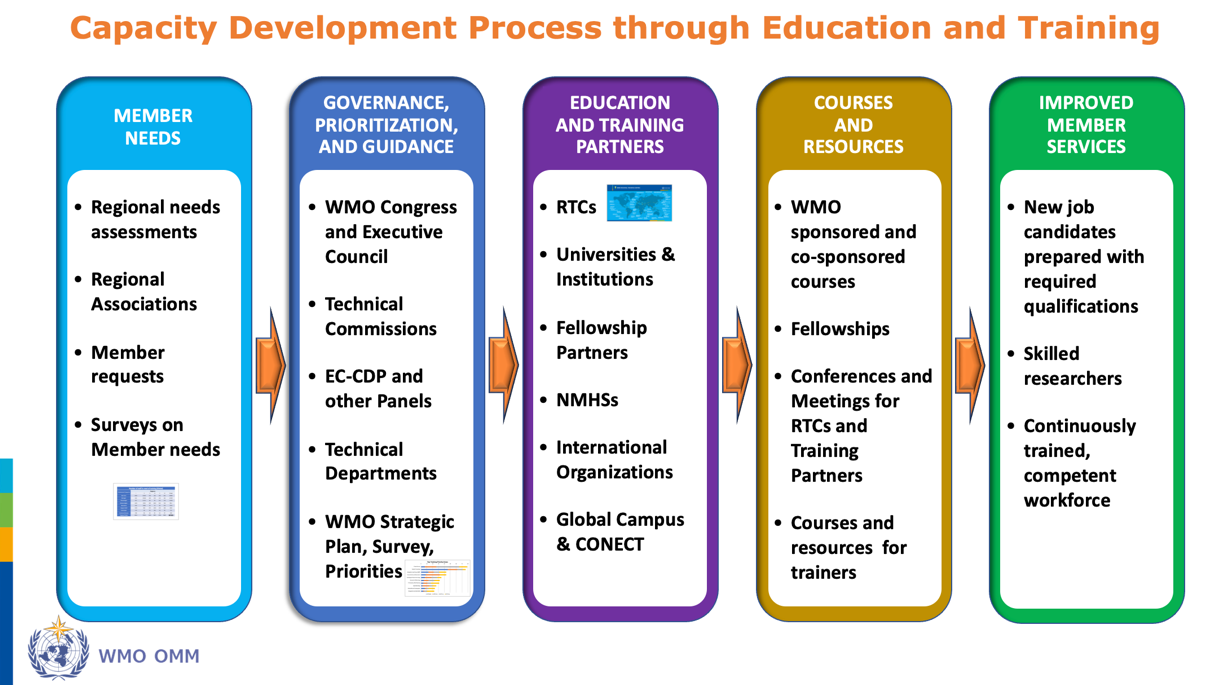 Capacity Development Process through Education and Training
MEMBER
NEEDS
• Regional needs
assessments
• Regional
Associations
• Member
requests
• Surveys on
Member needs
GOVERNANCE,
PRIORITIZATION,
AND GUIDANCE
• WMO Congress
and Executive
Council
• Technical
Commissions
• EC-CDP and
other Panels
• Technical
Departments
• WMO Strategic
Plan, Survey,
Priorities
EDUCATION
AND TRAINING
PARTNERS
• RTCs
• Universities &
Institutions
• Fellowship
Partners
• NMHSs
• International
Organizations
• Global Campus
& CONECT
COURSES
AND
RESOURCES
• WMO
sponsored and
co-sponsored
courses
• Fellowships
• Conferences and
Meetings for
RTCs and
Training
Partners
• Courses and
resources for
trainers
IMPROVED
MEMBER
SERVICES
• New job
candidates
prepared with
required
qualifications
• Skilled
researchers
• Continuously
trained,
competent
workforce
WMO OMM